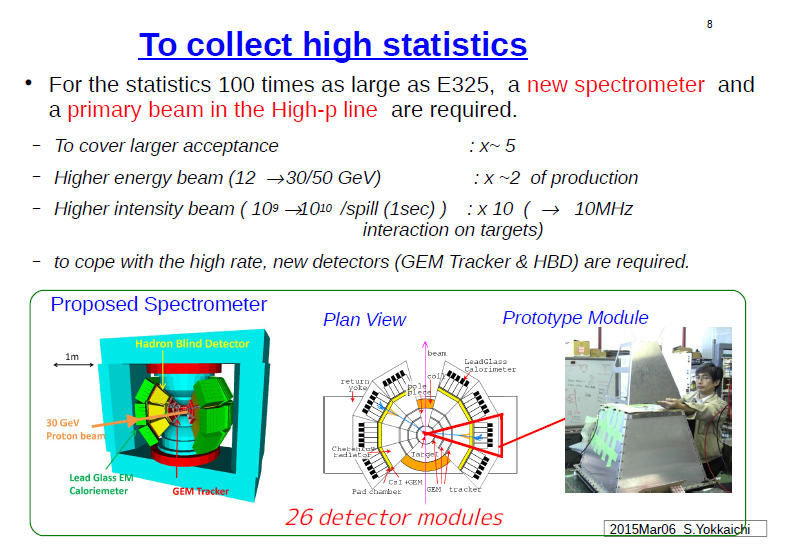 8
To collect high statistics
• For the statistics 100 times as large as E325, a new spectrometer and
a primary beam in the High-p line are required.
– To cover larger acceptance : x~ 5
– Higher energy beam (12 →30/50 GeV) : x ~2 of production
– Higher intensity beam ( 10⁹ →10¹⁰ /spill (1sec) ) : x 10 ( → 10MHz
interaction on targets)
– to cope with the high rate, new detectors (GEM Tracker & HBD) are required.
Proposed Spectrometer
Plan View
Prototype Module
Hadron Blind Detector
1m
30 GeV
Proton beam
Lead Glass EM
Caloriemeter
GEM Tracker
beam
LeadGlass
Calorimeter
coil
return
yoke
pole
piece
Cherenkov
radiator
Target
CsI+GEM
Pad chamber
GEM tracker
26 detector modules
2015Mar06 S.Yokkaichi